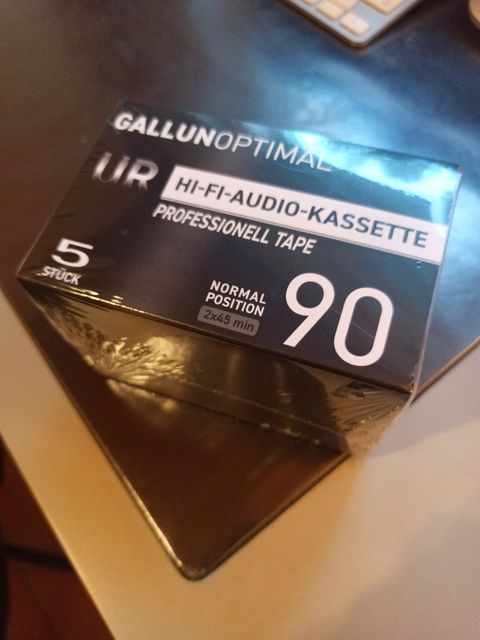 GALLUNOPTIMAL
UR HI-FI-AUDIO-KASSETTE
PROFESSIONELL TAPE
5
STÜCK
NORMAL
POSITION
2x45 min
90